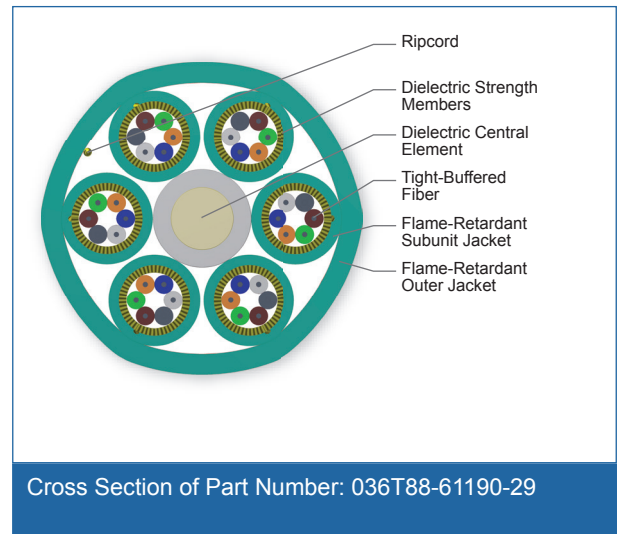 Ripcord
Dielectric Strength
Members
Dielectric Central
Element
Tight-Buffered
Fiber
Flame-Retardant
Subunit Jacket
Flame-Retardant
Outer Jacket
Cross Section of Part Number: 036T88-61190-29